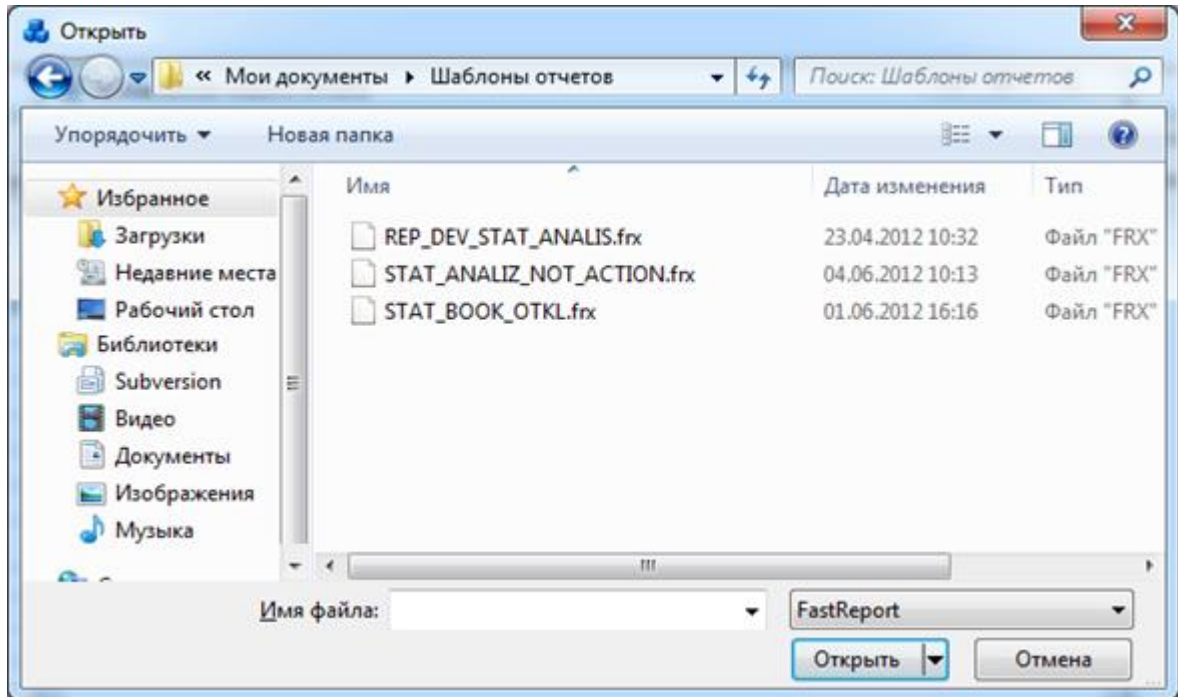 Открыть
« Мои документы Шаблоны отчетов
Поиск: Шаблоны отчетов
Упорядочить Новая папка
Имя Дата изменения Тип
REP_DEV_STAT_ANALIS.frx 23.04.2012 10:32 Файл "FRX"
STAT_ANALIZ_NOT_ACTION.frx 04.06.2012 10:13 Файл "FRX"
STAT_BOOK_OTKL.frx 01.06.2012 16:16 Файл "FRX"
Избранное
Загрузки
Недавние места
Рабочий стол
Библиотеки
Subversion
Видео
Документы
Изображения
Музыка
Имя файла:
FastReport
Открыть Отмена